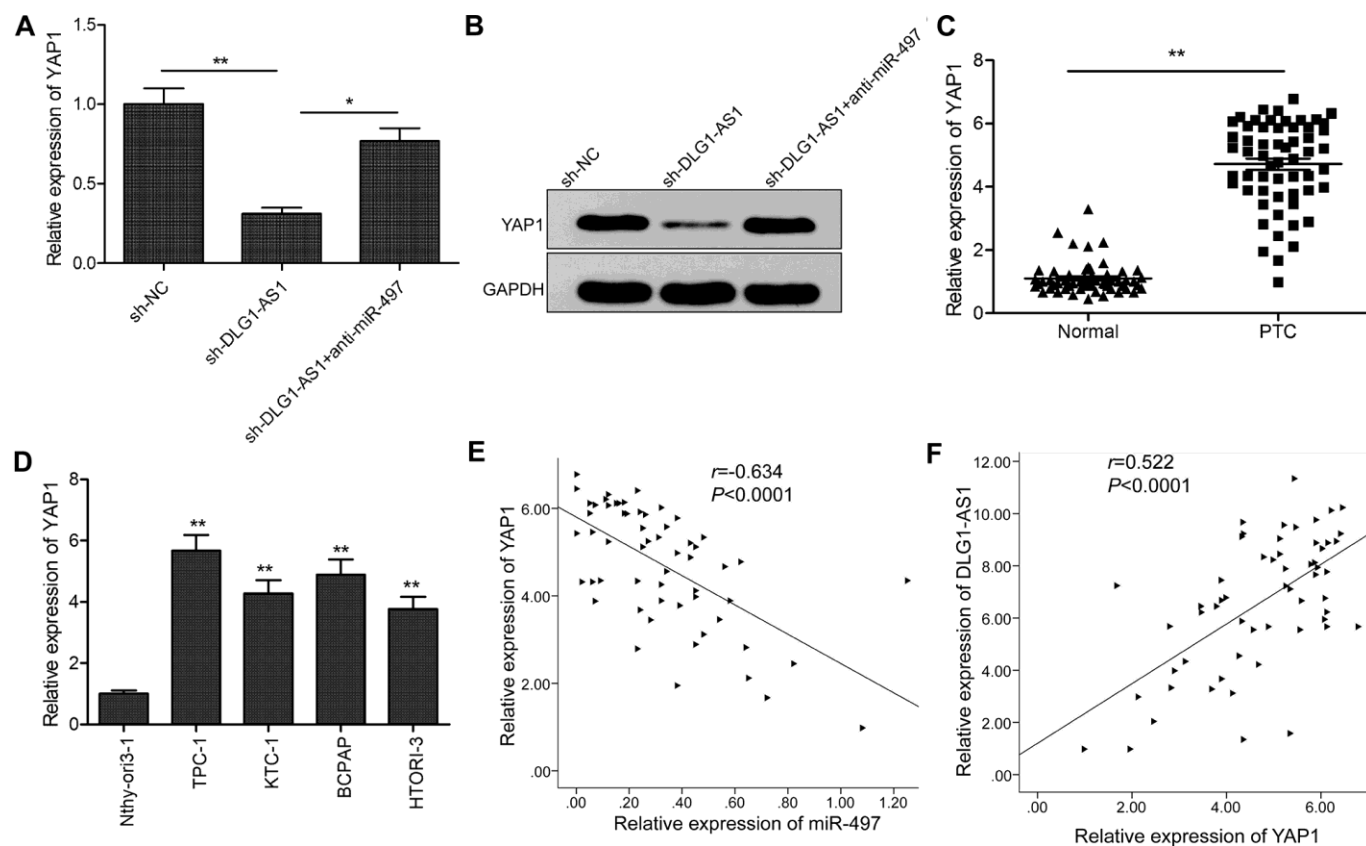 A
Relative expression of YAP1
1.5
1.0
0.5
0.0
**
*
sh-NC
sh-DLG1-AS1
sh-DLG1-AS1+anti-miR-497
B
sh-NC
sh-DLG1-AS1
sh-DLG1-AS1+anti-miR-497
YAP1
GAPDH
C
Relative expression of YAP1
8
6
4
2
0
**
Normal
PTC
D
Relative expression of YAP1
8
6
4
2
0
**
**
**
**
Nthy-ori3-1
TPC-1
KTC-1
BCPAP
HTORI-3
E
r=-0.634
P<0.0001
Relative expression of YAP1
6.00
4.00
2.00
.00
.00
.20
.40
.60
.80
1.00
1.20
Relative expression of miR-497
F
r=0.522
P<0.0001
Relative expression of DLG1-AS1
12.00
10.00
8.00
6.00
4.00
2.00
.00
.00
2.00
4.00
6.00
Relative expression of YAP1